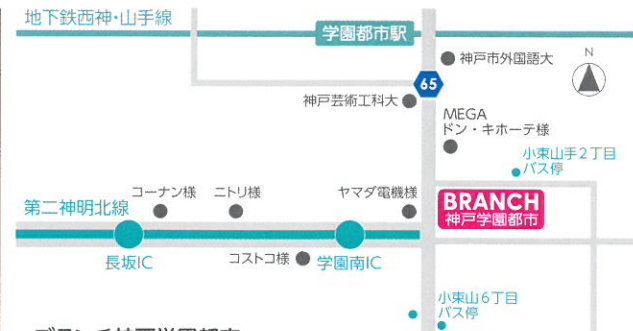 地下鉄西神・山手線
学園都市駅
神戸市外国語大
N
65
神戸芸術工科大
MEGA
ドン・キホーテ様
小東山手2丁目
バス停
コーナン様
ニトリ様
ヤマダ電機様
BRANCH
神戸学園都市
第二神明北線
長坂IC
コストコ様
学園南IC
小東山6丁目
バス停